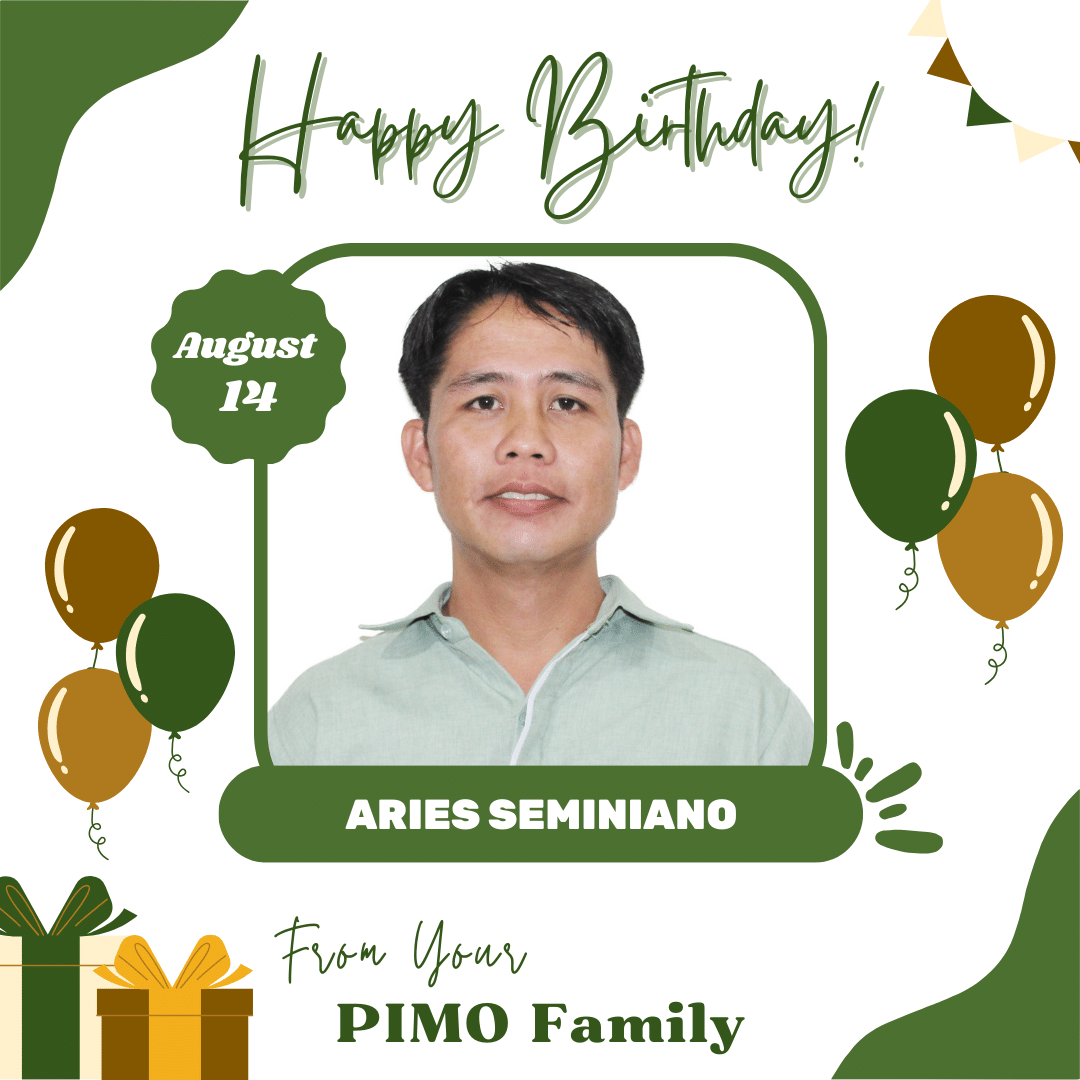 Happy Birthday!
August
14
ARIES SEMINIANO
From Your
PIMO Family